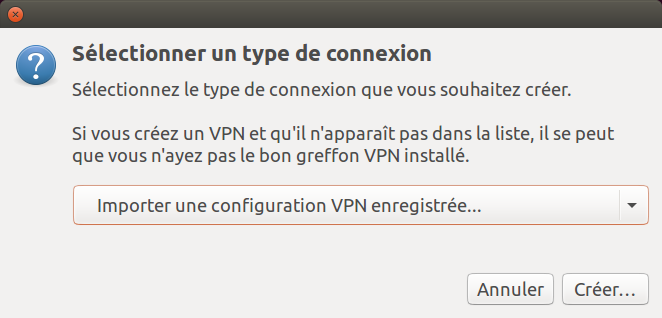 Sélectionner un type de connexion
Sélectionnez le type de connexion que vous souhaitez créer.
Si vous créez un VPN et qu'il n'apparaît pas dans la liste, il se peut
que vous n'ayez pas le bon greffon VPN installé.
Importer une configuration VPN enregistrée...
Annuler
Créer...